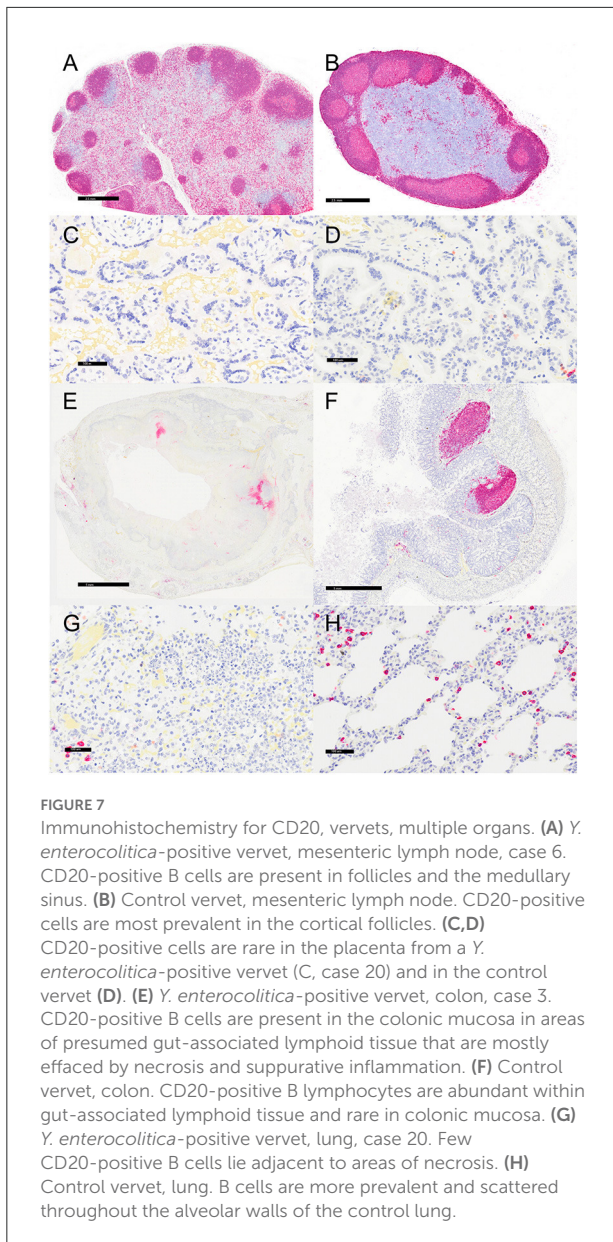 A
B
C
D
E
F
G
H
FIGURE 7
Immunohistochemistry for CD20, vervets, multiple organs. (A) Y.
enterocolitica-positive vervet, mesenteric lymph node, case 6.
CD20-positive B cells are present in follicles and the medullary
sinus. (B) Control vervet, mesenteric lymph node. CD20-positive
cells are most prevalent in the cortical follicles. (C,D)
CD20-positive cells are rare in the placenta from a Y.
enterocolitica-positive vervet (C, case 20) and in the control
vervet (D). (E) Y. enterocolitica-positive vervet, colon, case 3.
CD20-positive B cells are present in the colonic mucosa in areas
of presumed gut-associated lymphoid tissue that are mostly
effaced by necrosis and suppurative inflammation. (F) Control
vervet, colon. CD20-positive B lymphocytes are abundant within
gut-associated lymphoid tissue and rare in colonic mucosa. (G)
Y. enterocolitica-positive vervet, lung, case 20. Few
CD20-positive B cells lie adjacent to areas of necrosis. (H)
Control vervet, lung. B cells are more prevalent and scattered
throughout the alveolar walls of the control lung.